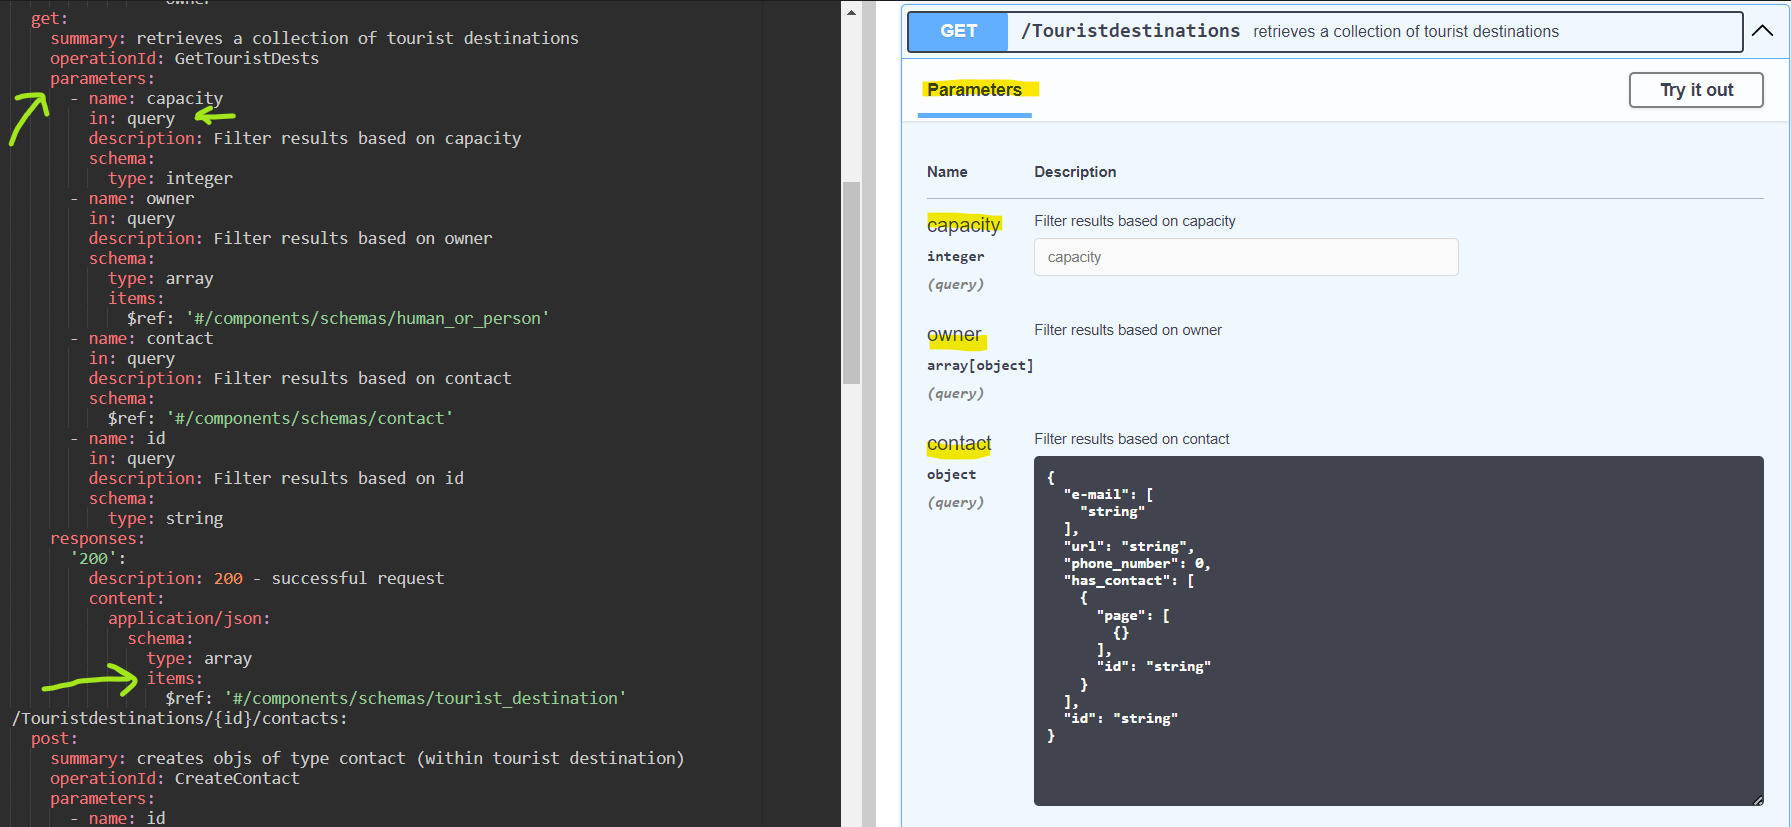 owner
get:
summary: retrieves a collection of tourist destinations
operationId: GetTouristDests
parameters:
- name: capacity
in: query
description: Filter results based on capacity
schema:
type: integer
- name: owner
in: query
description: Filter results based on owner
schema:
type: array
items:
$ref: '#/components/schemas/human_or_person'
- name: contact
in: query
description: Filter results based on contact
schema:
$ref: '#/components/schemas/contact'
- name: id
in: query
description: Filter results based on id
schema:
type: string
responses:
'200':
description: 200 - successful request
content:
application/json:
schema:
type: array
items:
$ref: '#/components/schemas/tourist_destination'
/Touristdestinations/{id}/contacts:
post:
summary: creates objs of type contact (within tourist destination)
operationId: CreateContact
parameters:
- name: id
GET /Touristdestinations retrieves a collection of tourist destinations
Parameters
Try it out
Name Description
capacity Filter results based on capacity
integer capacity
(query)
owner Filter results based on owner
array[object]
(query)
contact Filter results based on contact
object
(query)
{
"e-mail": [
"string"
],
"url": "string",
"phone_number": 0,
"has_contact": [
{
"page": [
{}
],
"id": "string"
}
],
"id": "string"
}